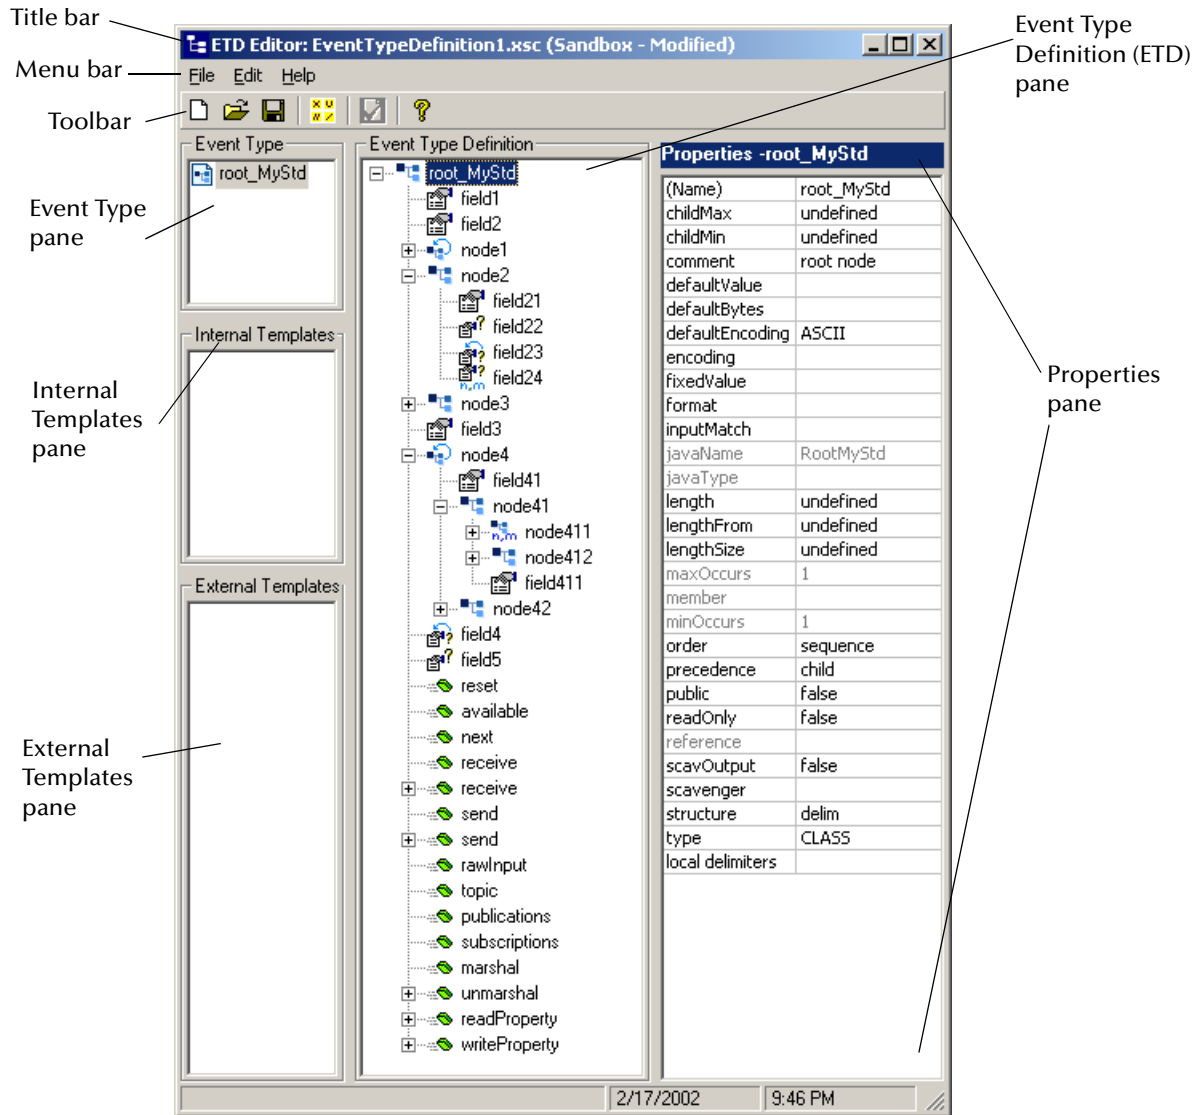 Title bar
Menu bar
Toolbar
Event Type
pane
Internal
Templates
pane
External
Templates
pane
Event Type
Definition (ETD)
pane
Properties
pane
ETD Editor: EventTypeDefinition1.xsc (Sandbox - Modified)
File Edit Help
Event Type
root_MyStd
Internal Templates
External Templates
Event Type Definition
root_MyStd
field1
field2
node1
node2
field21
field22
field23
field24
n,m
node3
field3
node4
field41
node41
node411
n,m
node412
field411
node42
field4
field5
reset
available
next
receive
receive
send
send
rawInput
topic
publications
subscriptions
marshal
unmarshal
readProperty
writeProperty
Properties -root_MyStd
(Name) root_MyStd
childMax undefined
childMin undefined
comment root node
defaultValue
defaultBytes
defaultEncoding ASCII
encoding
fixedValue
format
inputMatch
javaName RootMyStd
javaType
length undefined
lengthFrom undefined
lengthSize undefined
maxOccurs 1
member
minOccurs 1
order sequence
precedence child
public false
readOnly false
reference
scavOutput false
scavenger
structure delim
type CLASS
local delimiters
2/17/2002 9:46 PM